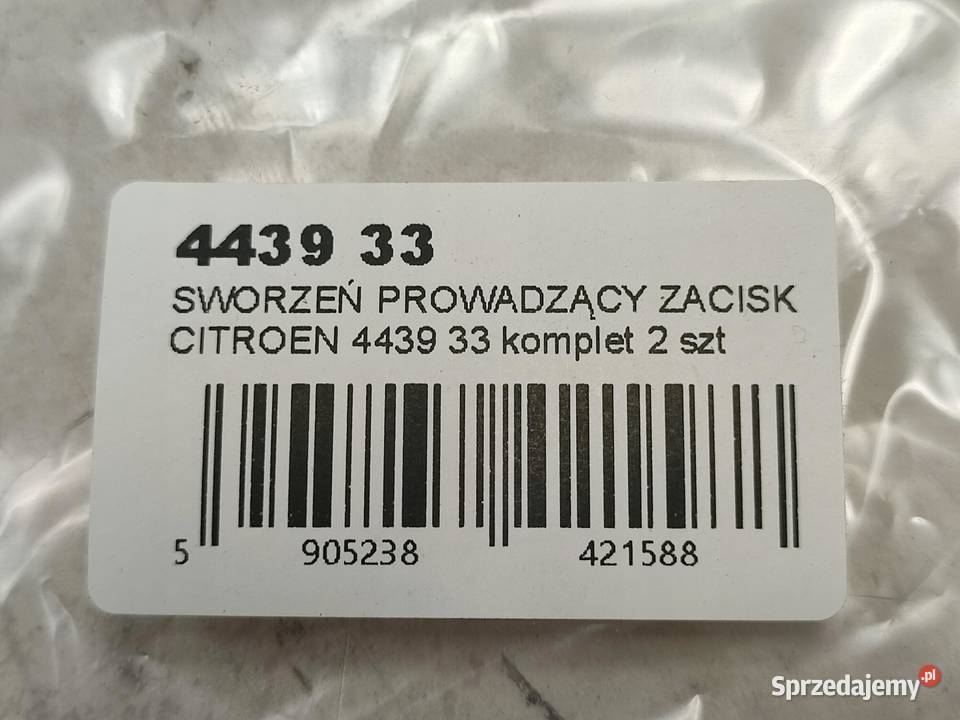 4439 33
SWORZEŃ PROWADZĄCY ZACISK
CITROEN 4439 33 komplet 2 szt
5 905238 421588
Sprzedajemy.pl